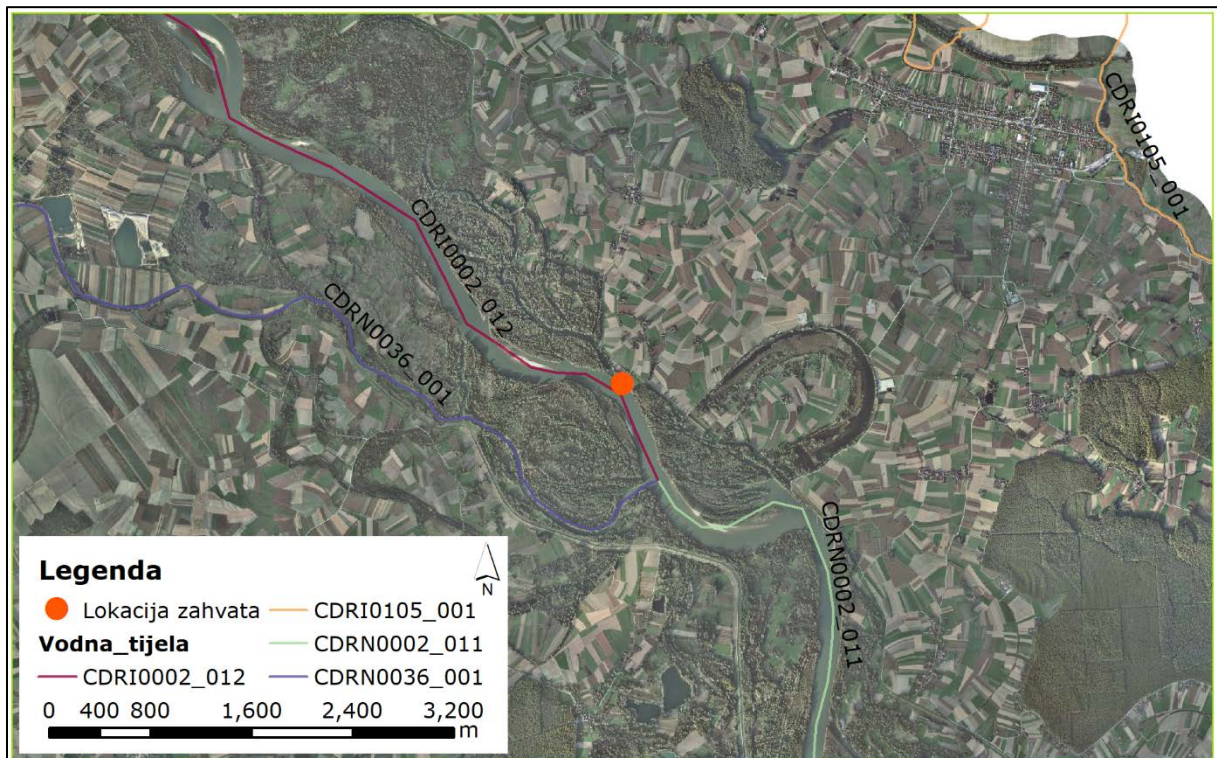 CDRI0105_001
CDRI0002_012
CDRN0036_001
CDRN0002_011
Legenda
N
Lokacija zahvata
CDRI0105_001
Vodna_tijela
CDRN0002_011
CDRI0002_012
CDRN0036_001
0 400 800 1,600 2,400 3,200
m